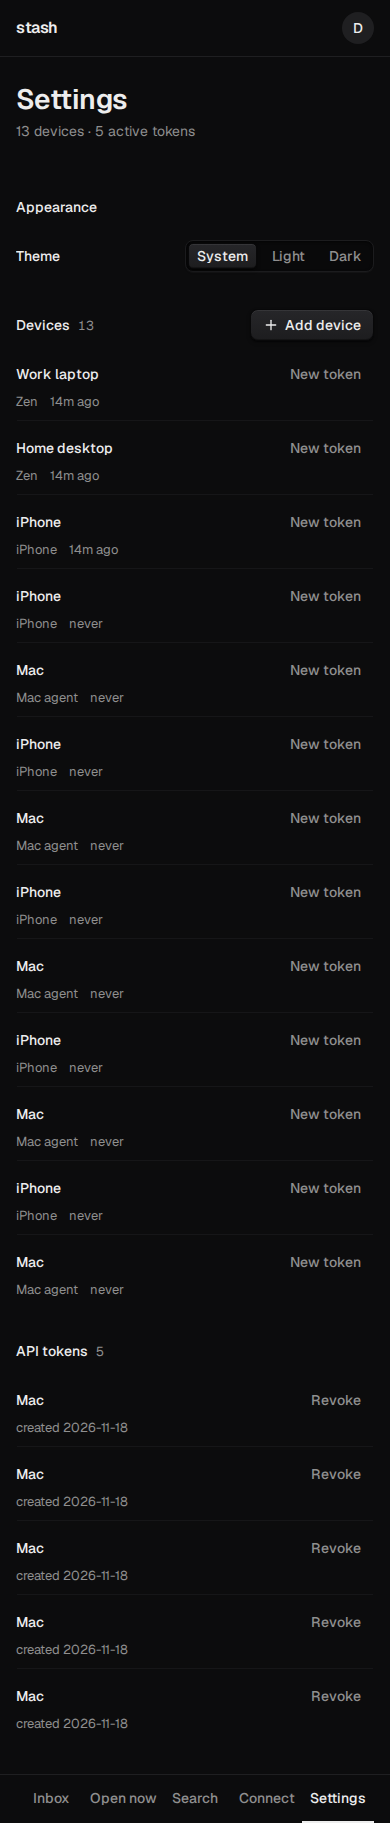 stash
D
Settings
13 devices · 5 active tokens
Appearance
Theme System Light Dark
Devices 13 + Add device
Work laptop New token
Zen 14m ago
Home desktop New token
Zen 14m ago
iPhone New token
iPhone 14m ago
iPhone New token
iPhone never
Mac New token
Mac agent never
iPhone New token
iPhone never
Mac New token
Mac agent never
iPhone New token
iPhone never
Mac New token
Mac agent never
iPhone New token
iPhone never
Mac New token
Mac agent never
iPhone New token
iPhone never
Mac New token
Mac agent never
API tokens 5
Mac Revoke
created 2026-11-18
Mac Revoke
created 2026-11-18
Mac Revoke
created 2026-11-18
Mac Revoke
created 2026-11-18
Mac Revoke
created 2026-11-18
Inbox Open now Search Connect Settings